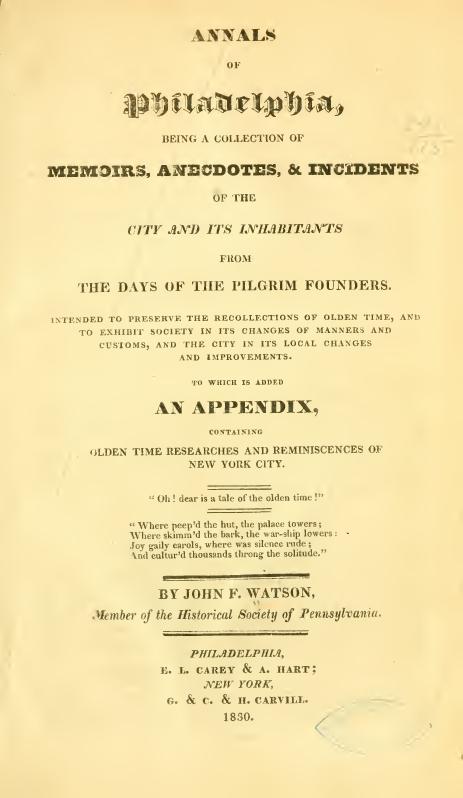 ANNALS
OF
Philadelphia,
BEING A COLLECTION OF
MEMOIRS, ANECDOTES, & INCIDENTS
OF THE
CITY AND ITS INHABITANTS
FROM
THE DAYS OF THE PILGRIM FOUNDERS.
INTENDED TO PRESERVE THE RECOLLECTIONS OF OLDEN TIME, AND
TO EXHIBIT SOCIETY IN ITS CHANGES OF MANNERS AND
CUSTOMS, AND THE CITY IN ITS LOCAL CHANGES
AND IMPROVEMENTS.
TO WHICH IS ADDED
AN APPENDIX,
CONTAINING
OLDEN TIME RESEARCHES AND REMINISCENCES OF
NEW YORK CITY.
"Oh! dear is a tale of the olden time!"
"Where peep'd the hut, the palace towers;
Where skimm'd the bark, the war-ship lowers:
Joy gaily carols, where was silence rude;
And cultur'd thousands throng the solitude."
BY JOHN F. WATSON,
Member of the Historical Society of Pennsylvania.
PHILADELPHIA,
E. L. CAREY & A. HART;
NEW YORK,
G. & C. & H. CARVILL.
1830.